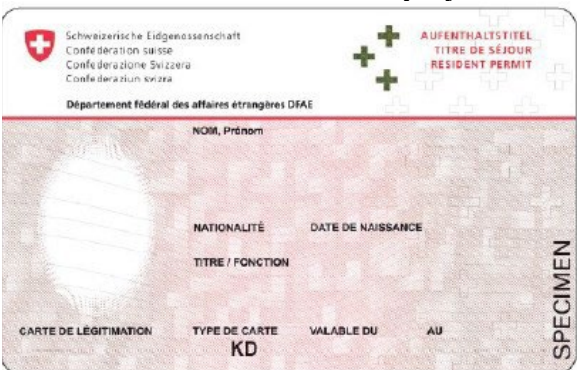 Schweizerische Eidgenossenschaft
Confédération suisse
Confederazione Svizzera
Confederaziun svizra
Département fédéral des affaires étrangères DFAE
AUFENTHALTSTITEL
TITRE DE SÉJOUR
RESIDENT PERMIT
NOM, Prénom
NATIONALITÉ DATE DE NAISSANCE
TITRE / FONCTION
CARTE DE LÉGITIMATION TYPE DE CARTE VALABLE DU AU
KD
SPECIMEN